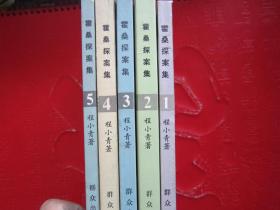 霍桑探案集 5 程小青著 群众出
霍桑探案集 4 程小青著 群众
霍桑探案集 3 程小青著 群众
霍桑探案集 2 程小青著 群众
霍桑探案集 1 程小青著 群众